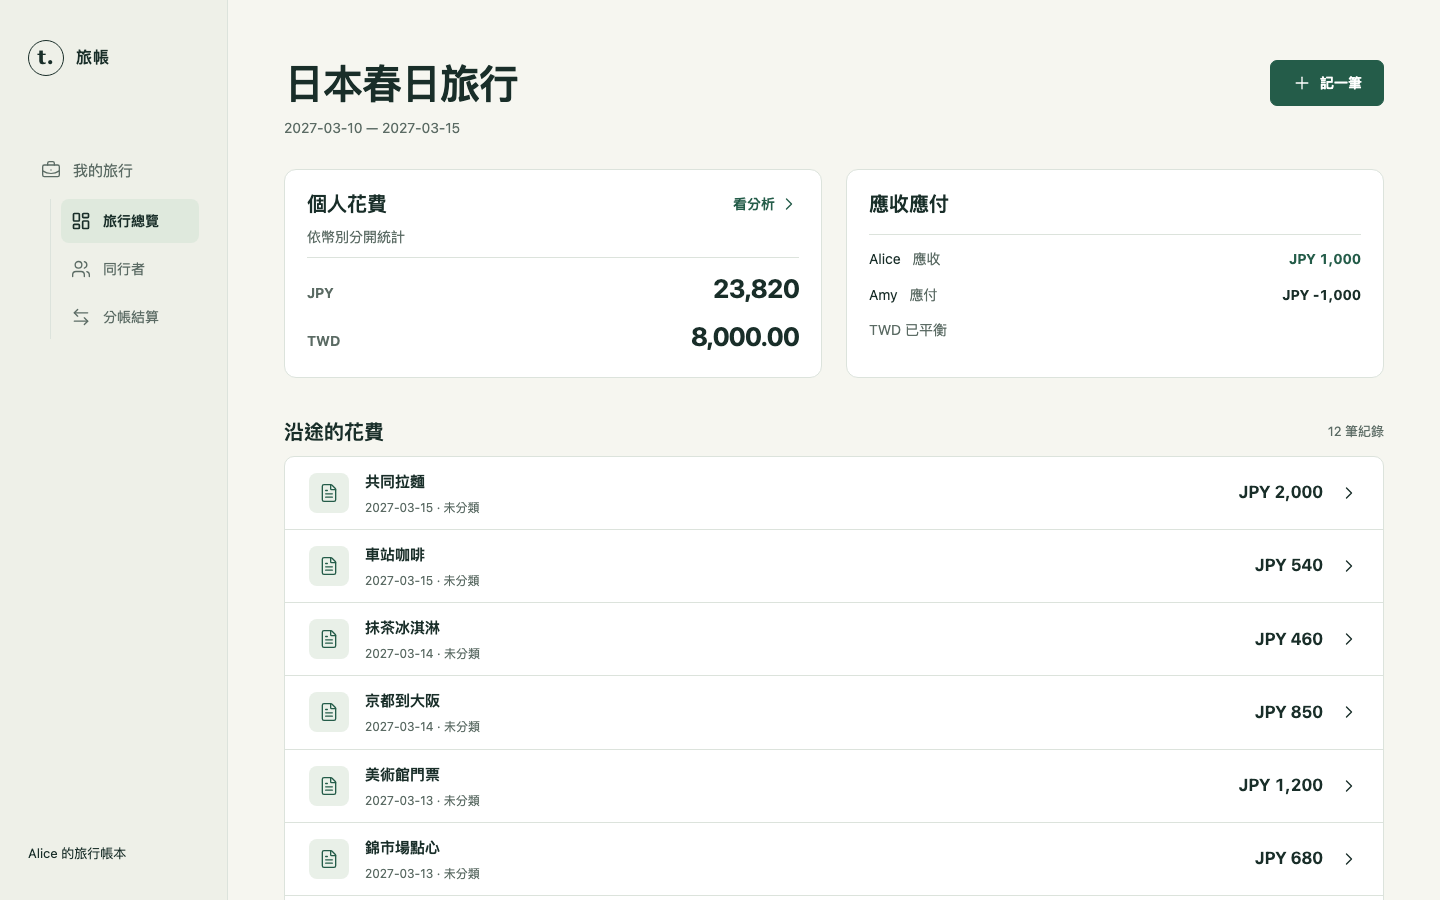 t. 旅帳
我的旅行
旅行總覽
同行者
分帳結算
Alice 的旅行帳本
日本春日旅行
2027-03-10 — 2027-03-15
記一筆
個人花費
看分析
依幣別分開統計
JPY 23,820
TWD 8,000.00
應收應付
Alice 應收 JPY 1,000
Amy 應付 JPY -1,000
TWD 已平衡
沿途的花費
12 筆紀錄
共同拉麵
2027-03-15 · 未分類
JPY 2,000
車站咖啡
2027-03-15 · 未分類
JPY 540
抹茶冰淇淋
2027-03-14 · 未分類
JPY 460
京都到大阪
2027-03-14 · 未分類
JPY 850
美術館門票
2027-03-13 · 未分類
JPY 1,200
錦市場點心
2027-03-13 · 未分類
JPY 680